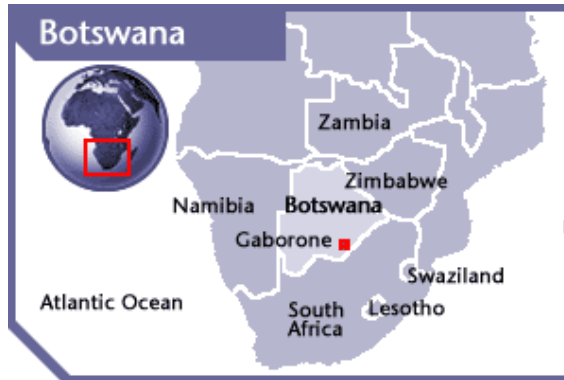 Botswana
Zambia
Zimbabwe
Namibia
Botswana
Gaborone
Swaziland
Atlantic Ocean
South
Africa
Lesotho